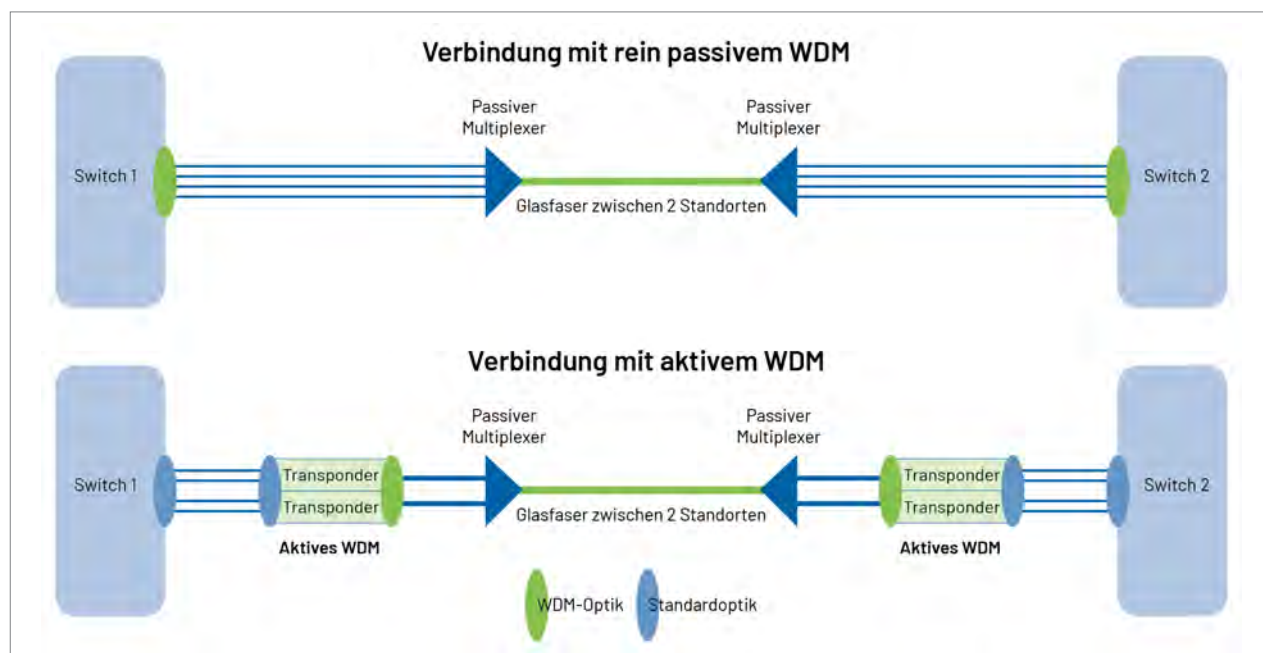 Verbindung mit rein passivem WDM
Passiver
Multiplexer
Passiver
Multiplexer
Switch 1
Switch 2
Glasfaser zwischen 2 Standorten
Verbindung mit aktivem WDM
Passiver
Multiplexer
Passiver
Multiplexer
Switch 1
Transponder
Transponder
Switch 2
Transponder
Transponder
Glasfaser zwischen 2 Standorten
Aktives WDM
Aktives WDM
WDM-Optik
Standardoptik